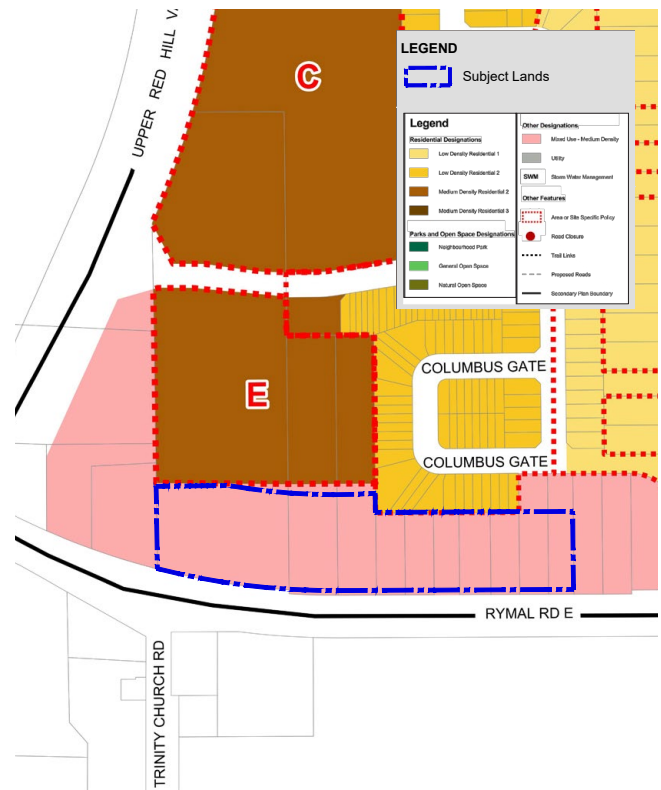 UPPER RED HILL VA
C
LEGEND
Subject Lands
Legend
Residential Designations
Low Density Residential 1
Low Density Residential 2
Medium Density Residential 2
Medium Density Residential 3
Parks and Open Space Designations
Neighbourhood Park
General Open Space
Natural Open Space
Other Designations
Mixed Use - Medium Density
Utility
SWM Storm Water Management
Other Features
Area or Site Specific Policy
Road Closure
Trail Links
Proposed Roads
Secondary Plan Boundary
E
COLUMBUS GATE
COLUMBUS GATE
RYMAL RD E
TRINITY CHURCH RD